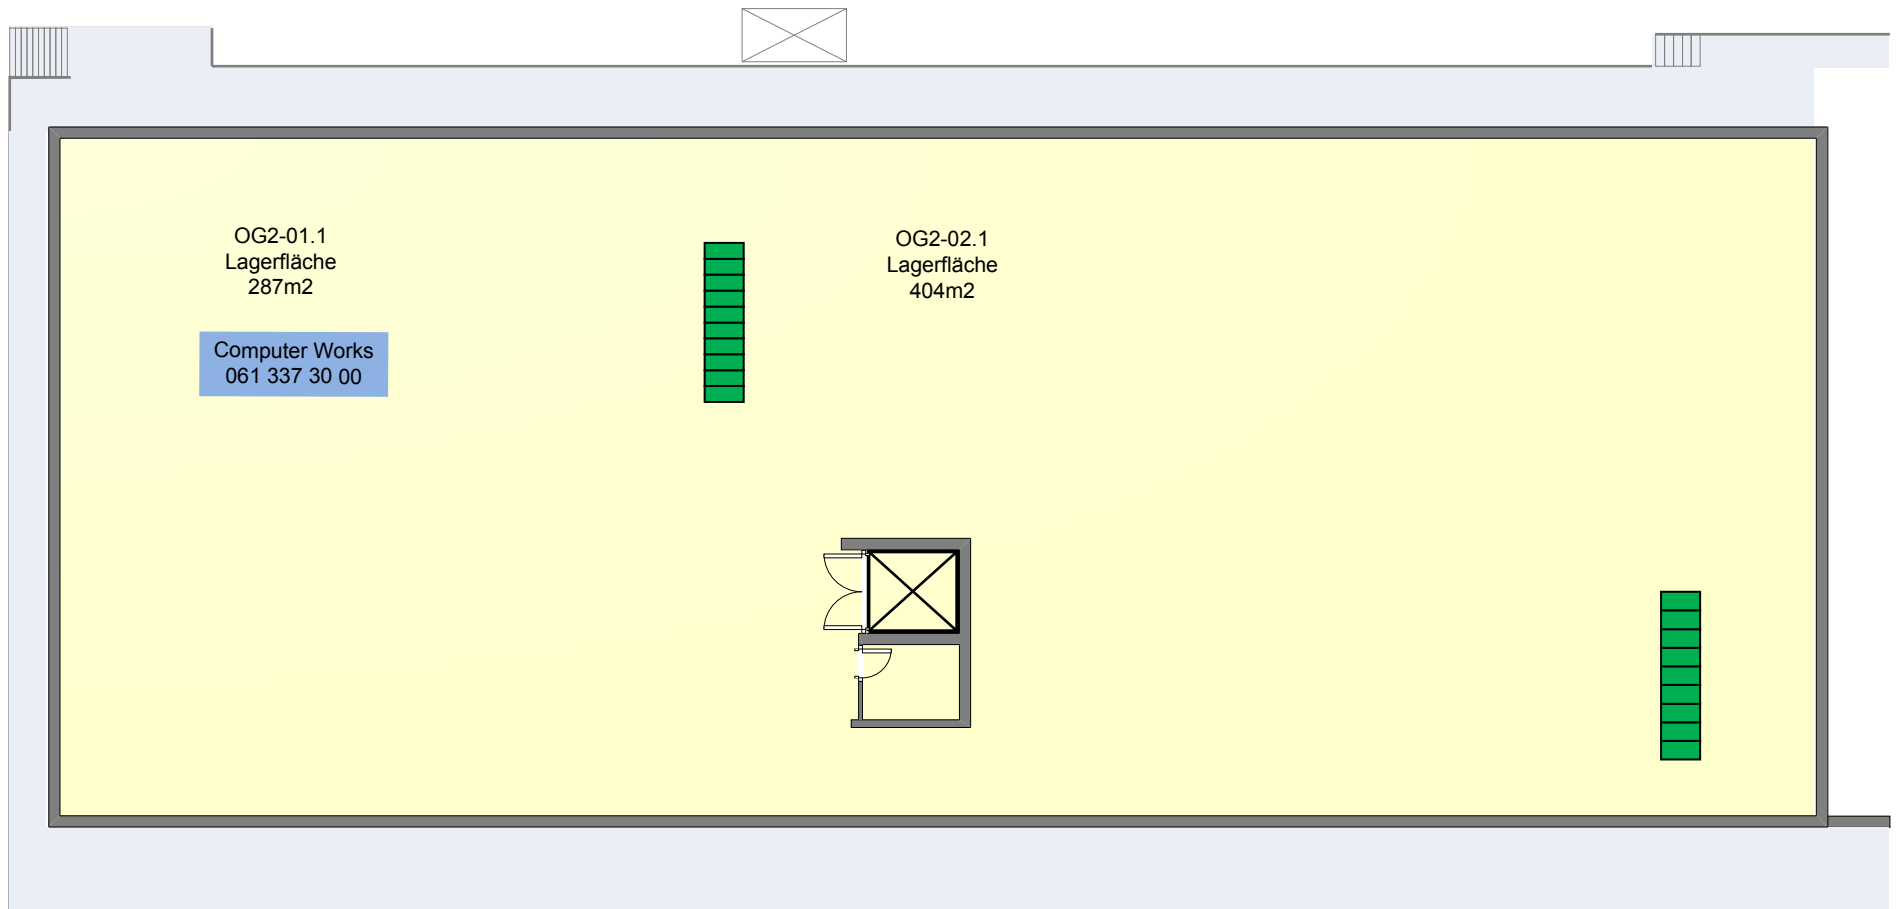 OG2-01.1
Lagerfläche
287m2
Computer Works
061 337 30 00
OG2-02.1
Lagerfläche
404m2